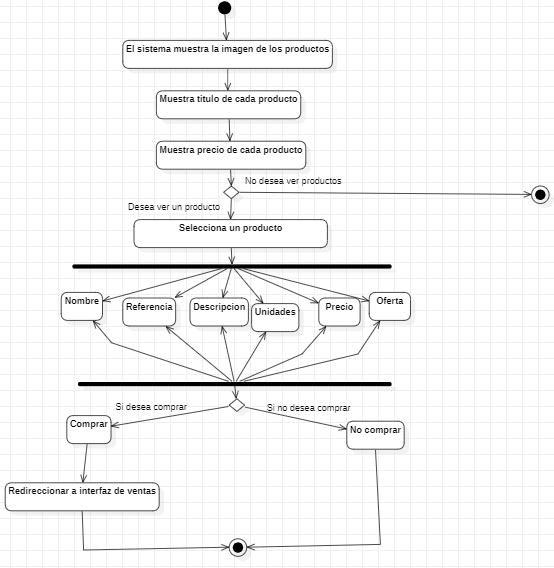 El sistema muestra la imagen de los productos
Muestra titulo de cada producto
Muestra precio de cada producto
No desea ver productos
Desea ver un producto
Selecciona un producto
Nombre
Referencia
Descripcion
Unidades
Precio
Oferta
Si desea comprar
Si no desea comprar
Comprar
No comprar
Redireccionar a interfaz de ventas